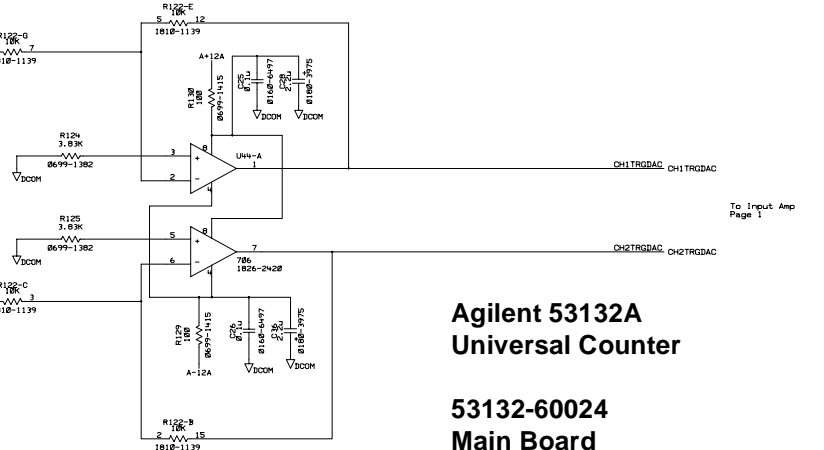 R122-E
10K
5 12
1810-1139
R122-G
10K
7
810-1139
A+12A
R130
100
0699-1415
C25
0.1u
0160-6497
C28
2.2u
+
0180-3975
DCOM
DCOM
R124
3.83K
0699-1382
DCOM
3
+
8
U44-A
1
2
-
4
CH1TRGDAC CH1TRGDAC
To Input Amp
Page 1
R125
3.83K
0699-1382
DCOM
5
+
8
7
6
-
4
706
1826-2420
CH2TRGDAC CH2TRGDAC
R122-C
10K
3
810-1139
R129
100
0699-1415
A-12A
C26
0.1u
0160-6497
C36
2.2u
+
0180-3975
DCOM
DCOM
R122-B
10K
2 15
1810-1139
Agilent 53132A
Universal Counter
53132-60024
Main Board